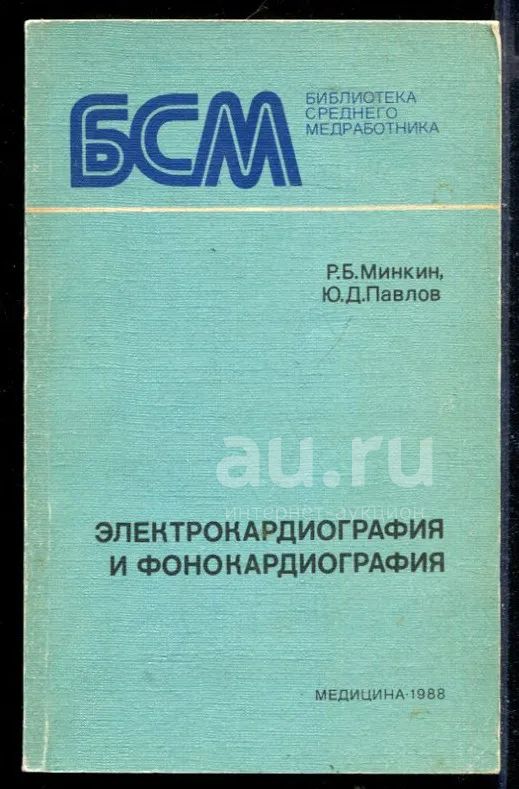 БСМ
БИБЛИОТЕКА
СРЕДНЕГО
МЕДРАБОТНИКА
Р.Б.Минкин,
Ю.Д.Павлов
au.ru
интернет-аукцион
ЭЛЕКТРОКАРДИОГРАФИЯ
И ФОНОКАРДИОГРАФИЯ
МЕДИЦИНА·1988